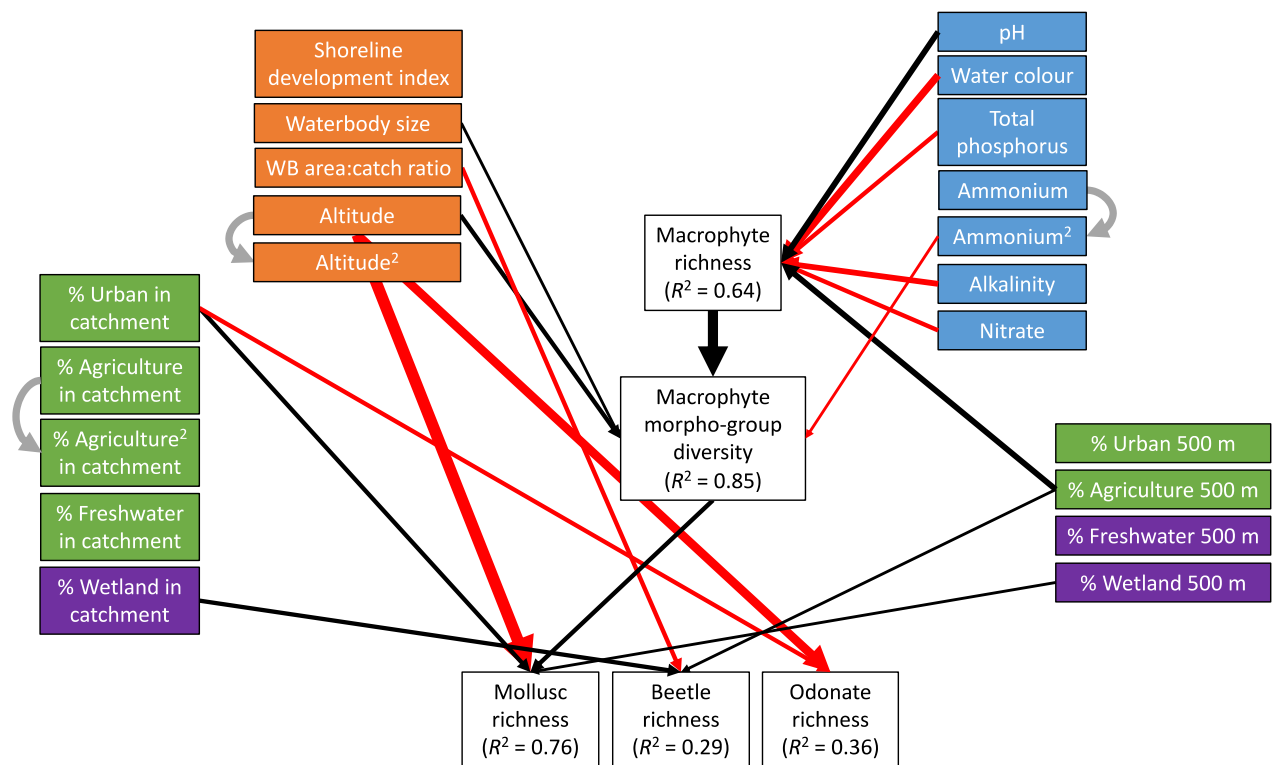 Shoreline
development index
Waterbody size
WB area:catch ratio
Altitude
Altitude²
% Urban in
catchment
% Agriculture
in catchment
% Agriculture²
in catchment
% Freshwater
in catchment
% Wetland in
catchment
Macrophyte
richness
(R² = 0.64)
Macrophyte
morpho-group
diversity
(R² = 0.85)
pH
Water colour
Total
phosphorus
Ammonium
Ammonium²
Alkalinity
Nitrate
% Urban 500 m
% Agriculture 500 m
% Freshwater 500 m
% Wetland 500 m
Mollusc
richness
(R² = 0.76)
Beetle
richness
(R² = 0.29)
Odonate
richness
(R² = 0.36)